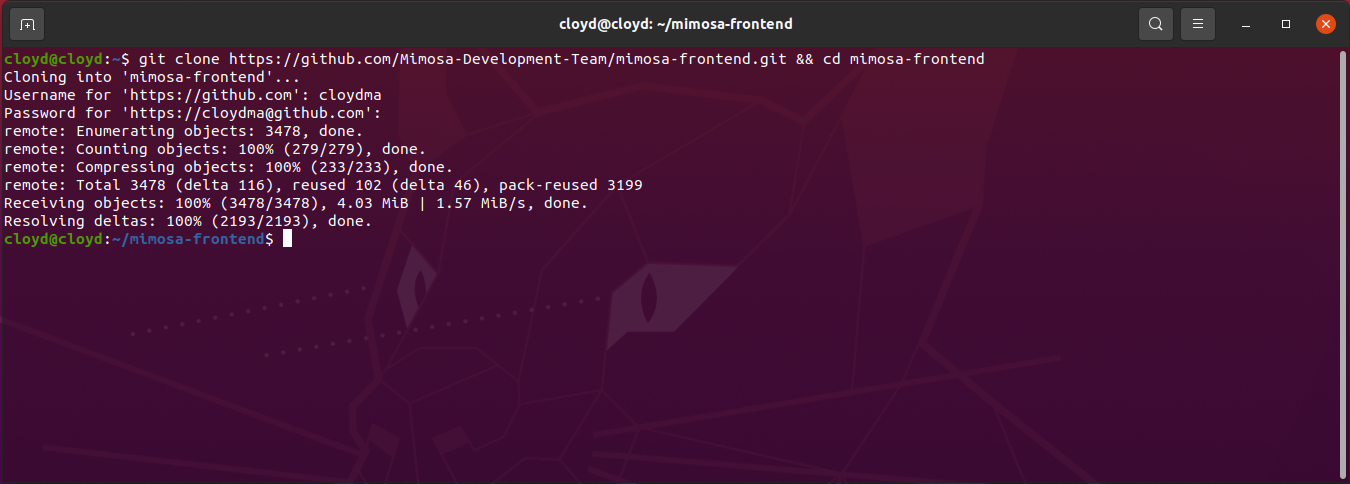 cloyd@cloyd: ~/mimosa-frontend
cloyd@cloyd:~$ git clone https://github.com/Mimosa-Development-Team/mimosa-frontend.git && cd mimosa-frontend
Cloning into 'mimosa-frontend'...
Username for 'https://github.com': cloydma
Password for 'https://cloydma@github.com':
remote: Enumerating objects: 3478, done.
remote: Counting objects: 100% (279/279), done.
remote: Compressing objects: 100% (233/233), done.
remote: Total 3478 (delta 116), reused 102 (delta 46), pack-reused 3199
Receiving objects: 100% (3478/3478), 4.03 MiB | 1.57 MiB/s, done.
Resolving deltas: 100% (2193/2193), done.
cloyd@cloyd:~/mimosa-frontend$